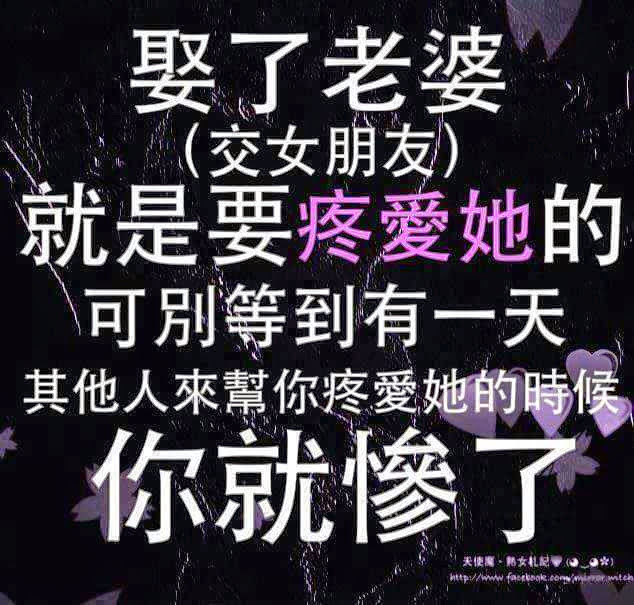 娶了老婆
(交女朋友)
就是要疼愛她的
可別等到有一天
其他人來幫你疼愛她的時候
你就慘了
天使魔·熟女札記
http://www.facebook.com/mirror.witch